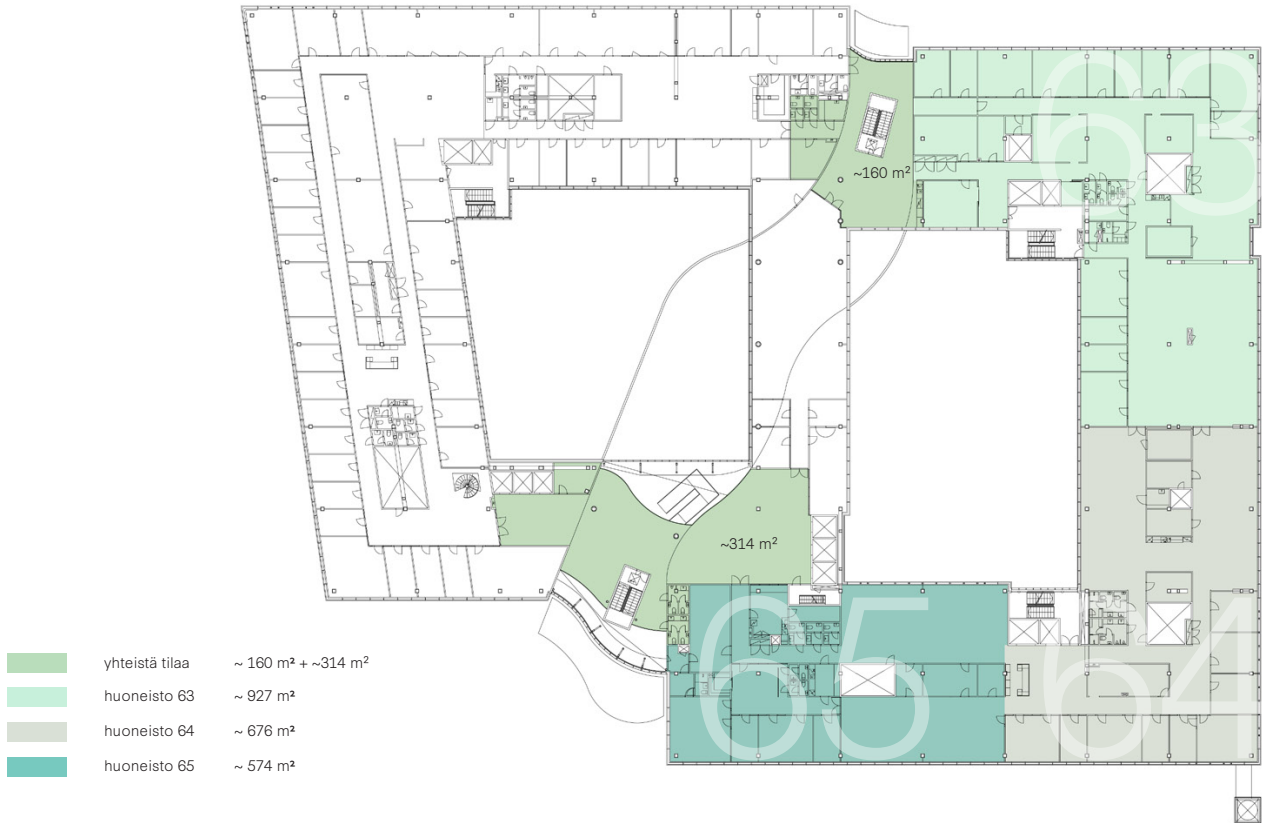 63
~160 m²
~314 m²
65
64
yhteistä tilaa ~ 160 m² + ~314 m²
huoneisto 63 ~ 927 m²
huoneisto 64 ~ 676 m²
huoneisto 65 ~ 574 m²